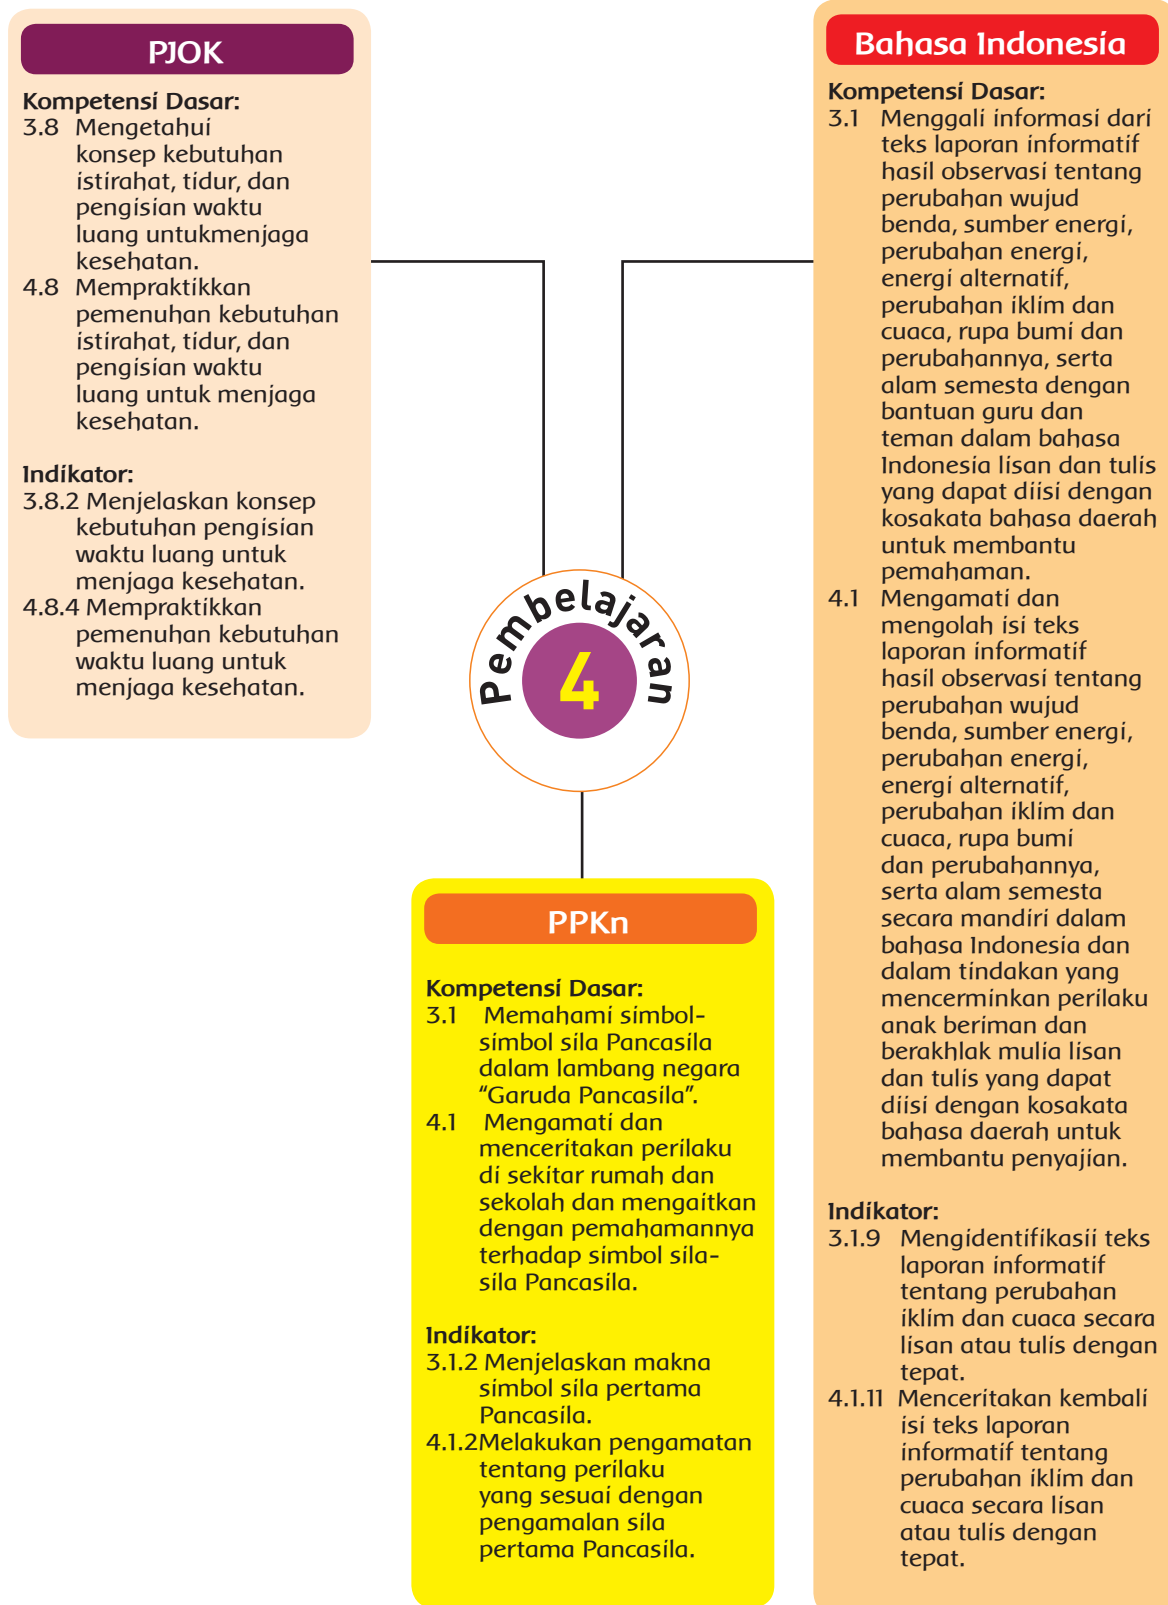 PJOK
Kompetensi Dasar:
3.8 Mengetahui
konsep kebutuhan
istirahat, tidur, dan
pengisian waktu
luang untukmenjaga
kesehatan.
4.8 Mempraktikkan
pemenuhan kebutuhan
istirahat, tidur, dan
pengisian waktu
luang untuk menjaga
kesehatan.
Indikator:
3.8.2 Menjelaskan konsep
kebutuhan pengisian
waktu luang untuk
menjaga kesehatan.
4.8.4 Mempraktikkan
pemenuhan kebutuhan
waktu luang untuk
menjaga kesehatan.
Pembelajaran
4
PPKn
Kompetensi Dasar:
3.1 Memahami simbol-
simbol sila Pancasila
dalam lambang negara
“Garuda Pancasila”.
4.1 Mengamati dan
menceritakan perilaku
di sekitar rumah dan
sekolah dan mengaitkan
dengan pemahamannya
terhadap simbol sila-
sila Pancasila.
Indikator:
3.1.2 Menjelaskan makna
simbol sila pertama
Pancasila.
4.1.2Melakukan pengamatan
tentang perilaku
yang sesuai dengan
pengamalan sila
pertama Pancasila.
Bahasa Indonesia
Kompetensi Dasar:
3.1 Menggali informasi dari
teks laporan informatif
hasil observasi tentang
perubahan wujud
benda, sumber energi,
perubahan energi,
energi alternatif,
perubahan iklim dan
cuaca, rupa bumi dan
perubahannya, serta
alam semesta dengan
bantuan guru dan
teman dalam bahasa
Indonesia lisan dan tulis
yang dapat diisi dengan
kosakata bahasa daerah
untuk membantu
pemahaman.
4.1 Mengamati dan
mengolah isi teks
laporan informatif
hasil observasi tentang
perubahan wujud
benda, sumber energi,
perubahan energi,
energi alternatif,
perubahan iklim dan
cuaca, rupa bumi
dan perubahannya,
serta alam semesta
secara mandiri dalam
bahasa Indonesia dan
dalam tindakan yang
mencerminkan perilaku
anak beriman dan
berakhlak mulia lisan
dan tulis yang dapat
diisi dengan kosakata
bahasa daerah untuk
membantu penyajian.
Indikator:
3.1.9 Mengidentifikasii teks
laporan informatif
tentang perubahan
iklim dan cuaca secara
lisan atau tulis dengan
tepat.
4.1.11 Menceritakan kembali
isi teks laporan
informatif tentang
perubahan iklim dan
cuaca secara lisan
atau tulis dengan
tepat.